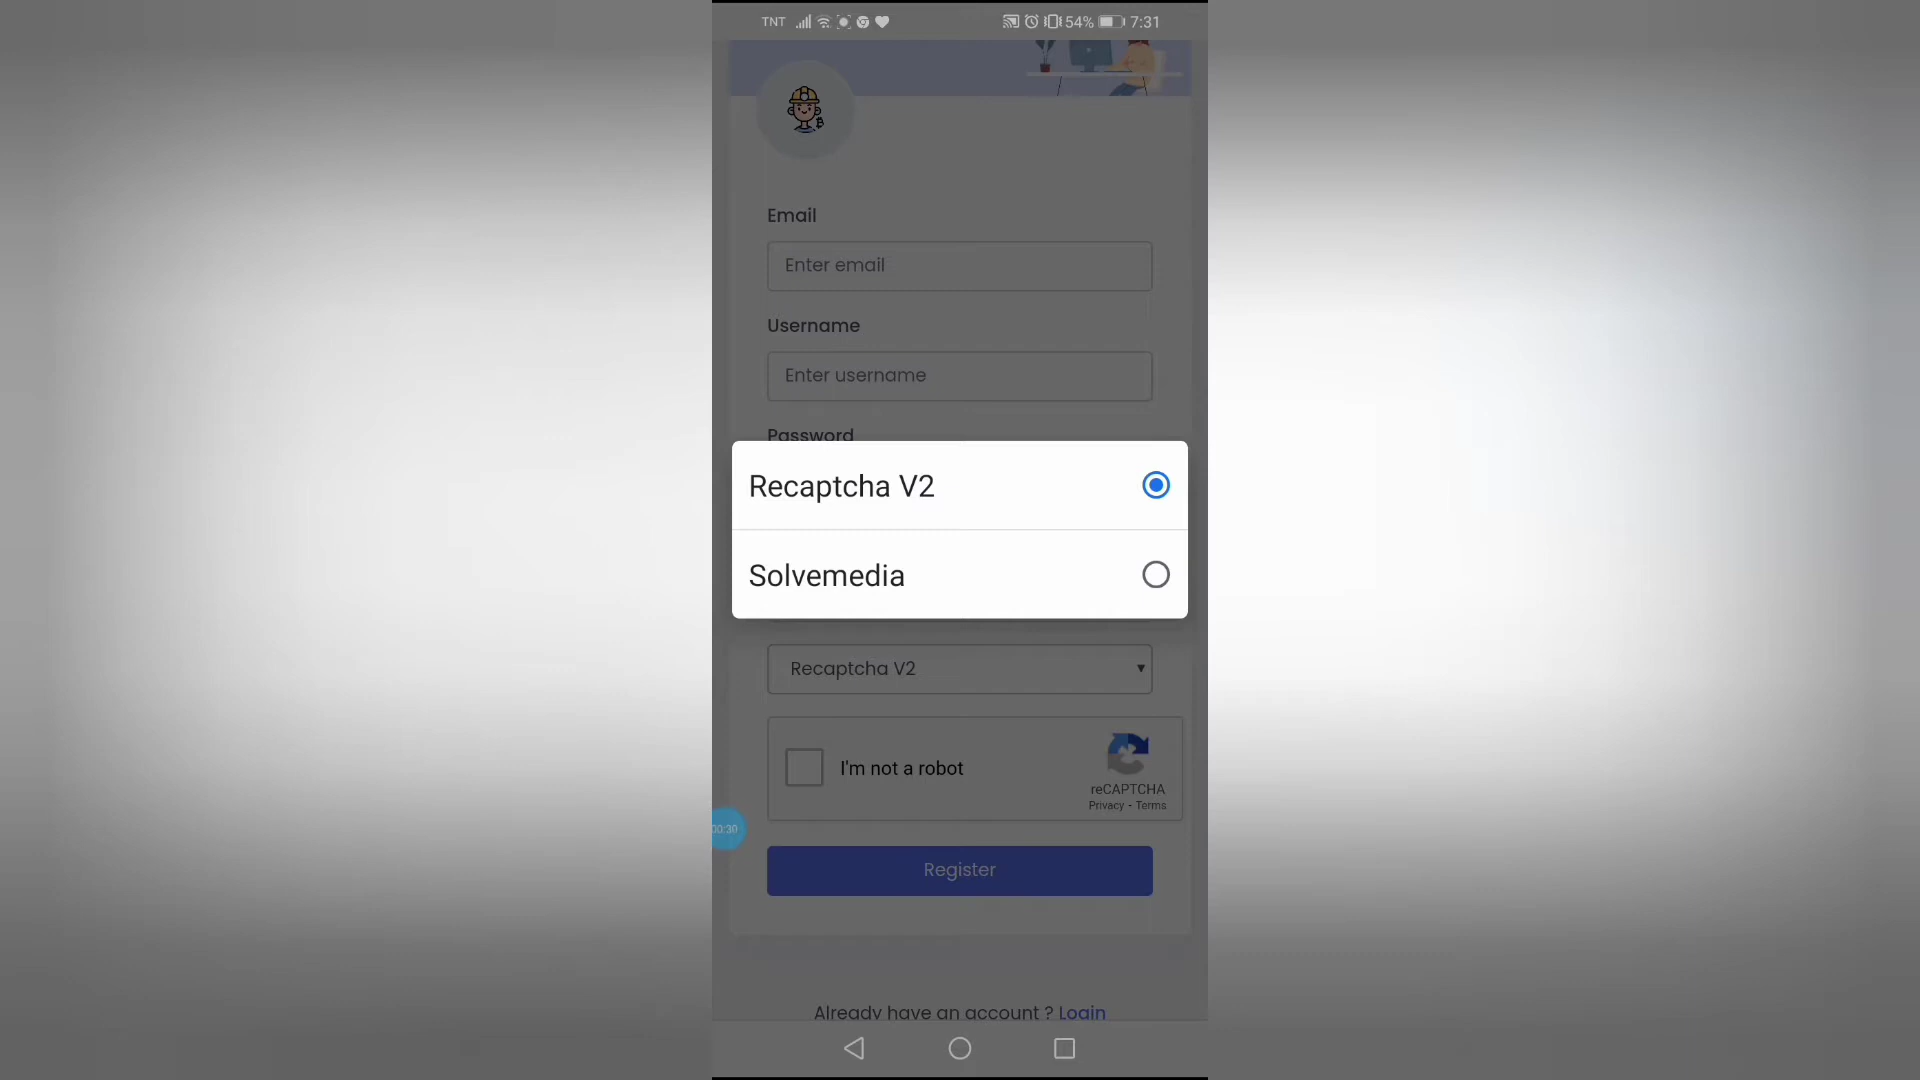 TNT 54% 7:31
Email
Enter email
Username
Enter username
Password
Recaptcha V2
Solvemedia
Recaptcha V2
I'm not a robot
reCAPTCHA
Privacy - Terms
00:30
Register
Already have an account ? Login